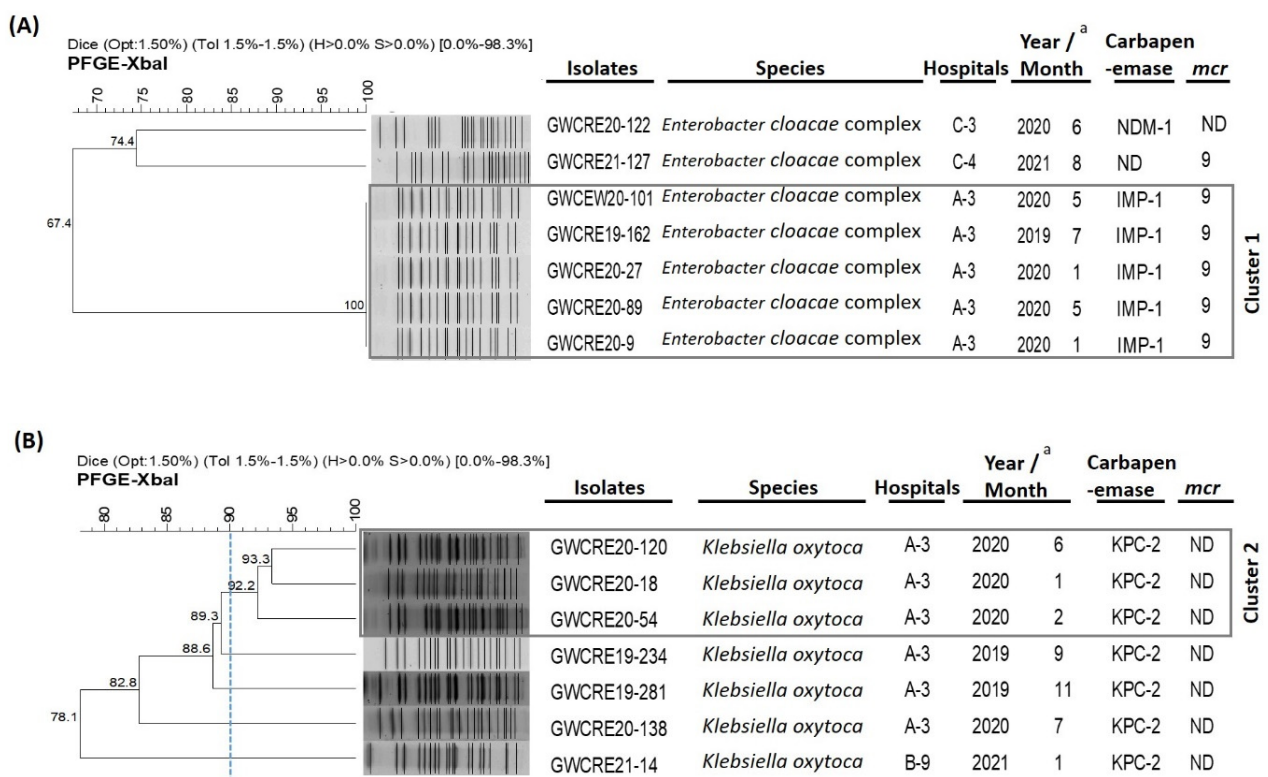 (A)
Dice (Opt:1.50%) (Tol 1.5%-1.5%) (H>0.0% S>0.0%) [0.0%-98.3%]
PFGE-XbaI
Isolates Species Hospitals Year / a Month Carbapen -emase mcr
70 75 80 85 90 95 100
GWCRE20-122 Enterobacter cloacae complex C-3 2020 6 NDM-1 ND
74.4
GWCRE21-127 Enterobacter cloacae complex C-4 2021 8 ND 9
GWCEW20-101 Enterobacter cloacae complex A-3 2020 5 IMP-1 9
67.4
GWCRE19-162 Enterobacter cloacae complex A-3 2019 7 IMP-1 9
GWCRE20-27 Enterobacter cloacae complex A-3 2020 1 IMP-1 9
100
GWCRE20-89 Enterobacter cloacae complex A-3 2020 5 IMP-1 9
GWCRE20-9 Enterobacter cloacae complex A-3 2020 1 IMP-1 9
Cluster 1
(B)
Dice (Opt:1.50%) (Tol 1.5%-1.5%) (H>0.0% S>0.0%) [0.0%-98.3%]
PFGE-XbaI
Isolates Species Hospitals Year / a Month Carbapen -emase mcr
80 85 90 95 100
GWCRE20-120 Klebsiella oxytoca A-3 2020 6 KPC-2 ND
93.3
GWCRE20-18 Klebsiella oxytoca A-3 2020 1 KPC-2 ND
92.2
GWCRE20-54 Klebsiella oxytoca A-3 2020 2 KPC-2 ND
89.3
GWCRE19-234 Klebsiella oxytoca A-3 2019 9 KPC-2 ND
88.6
GWCRE19-281 Klebsiella oxytoca A-3 2019 11 KPC-2 ND
82.8
GWCRE20-138 Klebsiella oxytoca A-3 2020 7 KPC-2 ND
78.1
GWCRE21-14 Klebsiella oxytoca B-9 2021 1 KPC-2 ND
Cluster 2